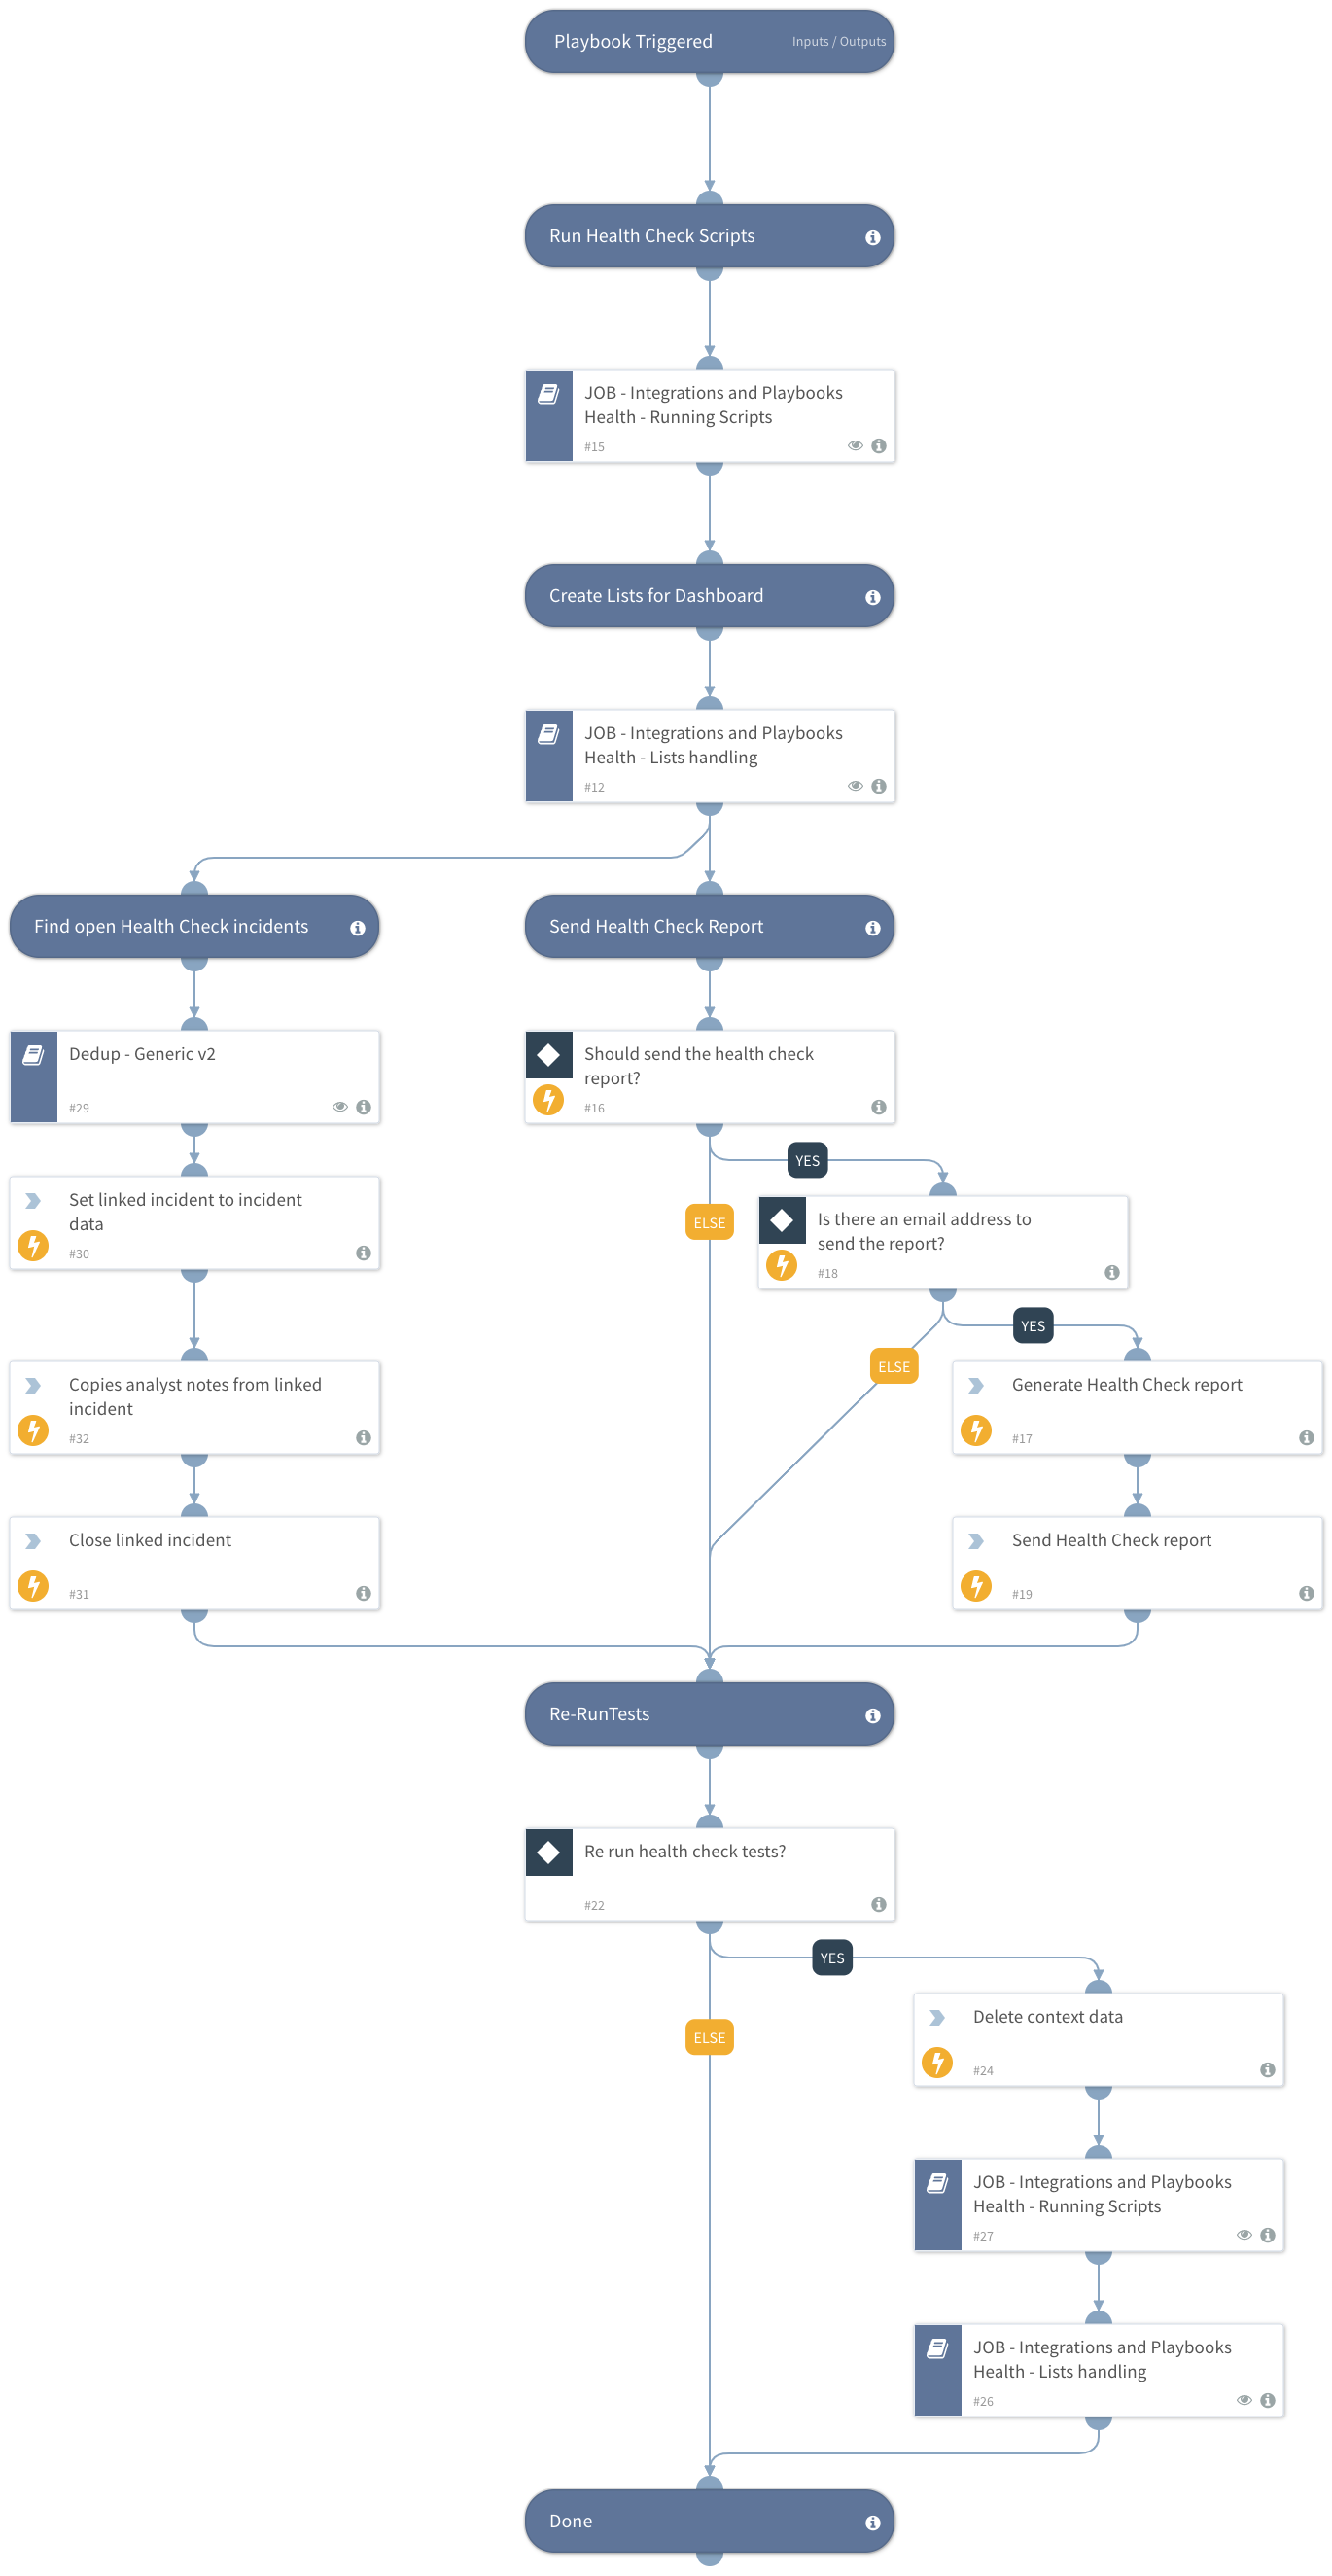 Playbook Triggered
Inputs / Outputs
Run Health Check Scripts
JOB - Integrations and Playbooks
Health - Running Scripts
#15
Create Lists for Dashboard
JOB - Integrations and Playbooks
Health - Lists handling
#12
Find open Health Check incidents
Send Health Check Report
Dedup - Generic v2
#29
Should send the health check
report?
#16
YES
ELSE
Set linked incident to incident
data
#30
Is there an email address to
send the report?
#18
YES
ELSE
Copies analyst notes from linked
incident
#32
Generate Health Check report
#17
Close linked incident
#31
Send Health Check report
#19
Re-RunTests
Re run health check tests?
#22
YES
ELSE
Delete context data
#24
JOB - Integrations and Playbooks
Health - Running Scripts
#27
JOB - Integrations and Playbooks
Health - Lists handling
#26
Done